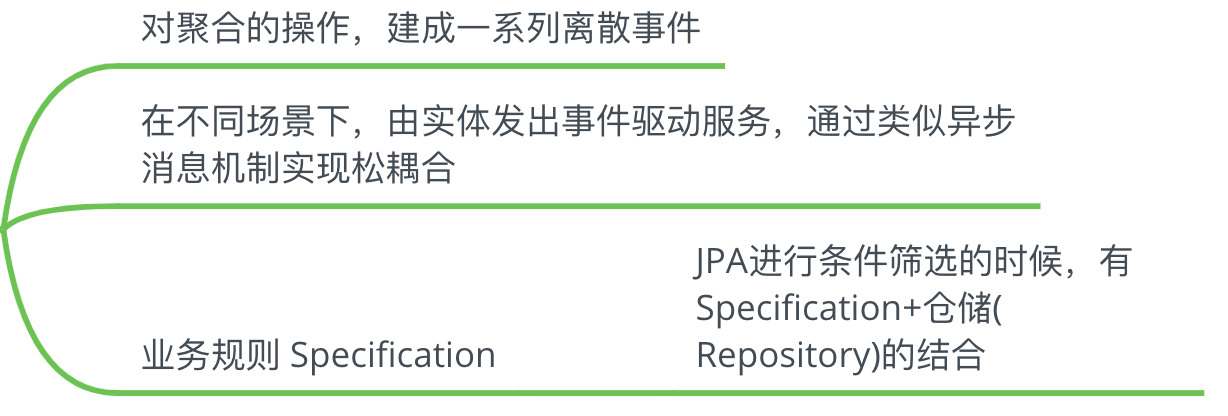 对聚合的操作，建成一系列离散事件
在不同场景下，由实体发出事件驱动服务，通过类似异步
消息机制实现松耦合
业务规则 Specification
JPA进行条件筛选的时候，有
Specification+仓储(
Repository)的结合